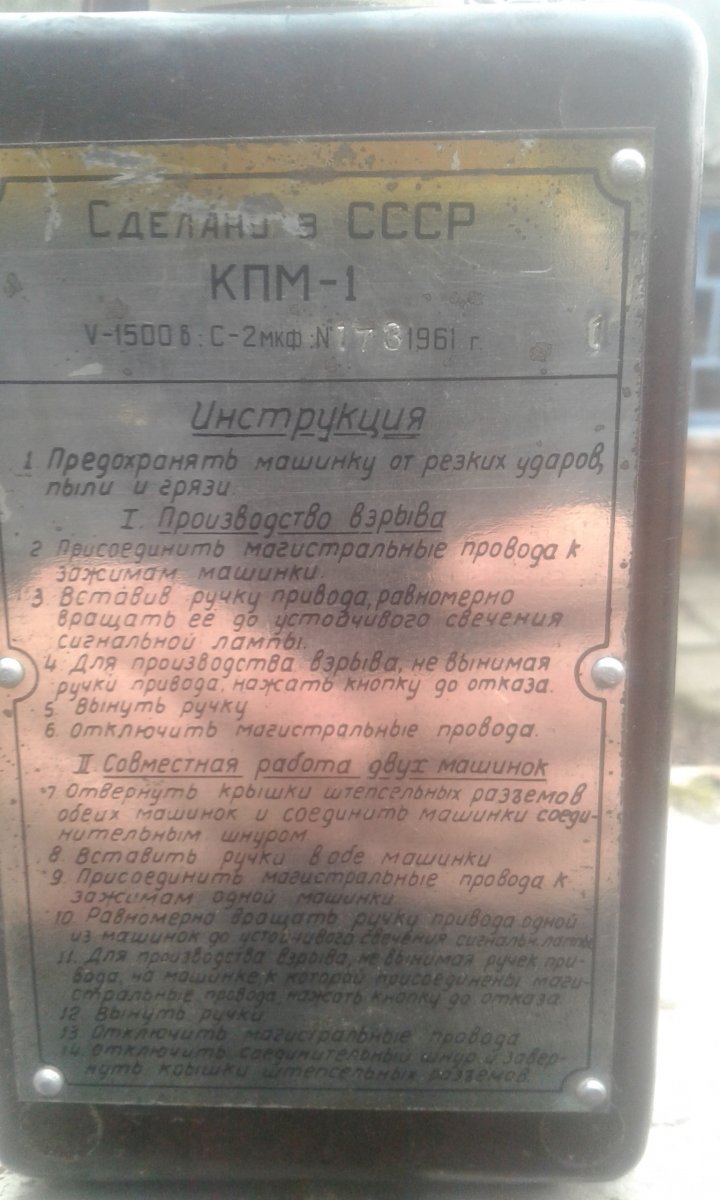 Сделано в СССР
КПМ-1
V-1500 в: С-2мкф: N 173 1961 г. 1
Инструкция
1 Предохранять машинку от резких ударов,
пыли и грязи.
I. Производство взрыва
2 Присоединить магистральные провода к
зажимам машинки.
3 Вставив ручку привода, равномерно
вращать ее до устойчивого свечения
сигнальной лампы.
4 Для производства взрыва, не вынимая
ручки привода, нажать кнопку до отказа.
5 Вынуть ручку
6. Отключить магистральные провода.
II Совместная работа двух машинок
7 Отвернуть крышки штепсельных разъемов
обеих машинок и соединить машинки соеди-
нительным шнуром
8 Вставить ручки в обе машинки
9 Присоединить магистральные провода к
зажимам одной машинки
10. Равномерно вращать ручку привода одной
из машинок до устойчивого свечения сигнальн. лампы
11. Для производства взрыва, не вынимая ручек при-
вода, на машинке, к которой присоединены маги-
стральные провода, нажать кнопку до отказа.
12 Вынуть ручки
13 Отключить магистральные провода
14 Отключить соединительный шнур и завер-
нуть крышки штепсельных разъемов.